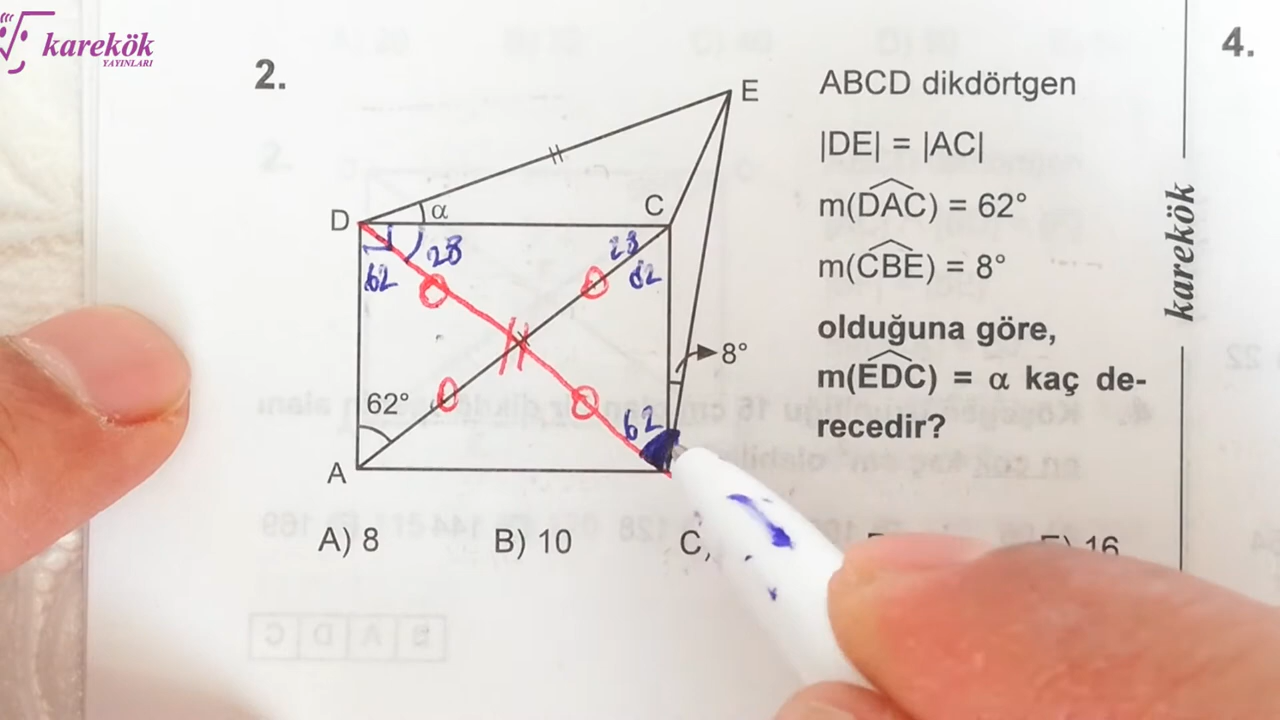 karekök
YAYINLARI
2.
4.
E
ABCD dikdörtgen
|DE| = |AC|
m(DAC) = 62°
m(CBE) = 8°
olduğuna göre,
m(EDC) = α kaç de-
recedir?
D
α
C
28
28
62
62
8°
62°
62
A
A) 8
B) 10
C,
E) 16
karekök